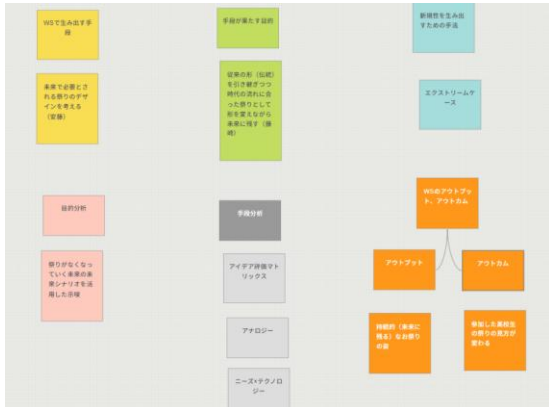 WSで生み出す手
段
手段が果たす目的
新規性を生み出
すための手法
未来で必要とさ
れる祭りのデザ
インを考える
(安藤)
従来の形(伝統)
を引き継ぎつつ
時代の流れに合
った祭りとして
形を変えながら
未来に残す(藤
崎)
エクストリームケ
ース
目的分析
手段分析
WSのアウトプッ
ト、アウトカム
祭りがなくなっ
ていく未来の未
来シナリオを活
用した示唆
アイデア評価マト
リックス
アウトプット
アウトカム
アナロジー
持続的(未来に
残る)なお祭り
の案
参加した高校生
の祭りの見方が
変わる
ニーズ×テクノロ
ジー